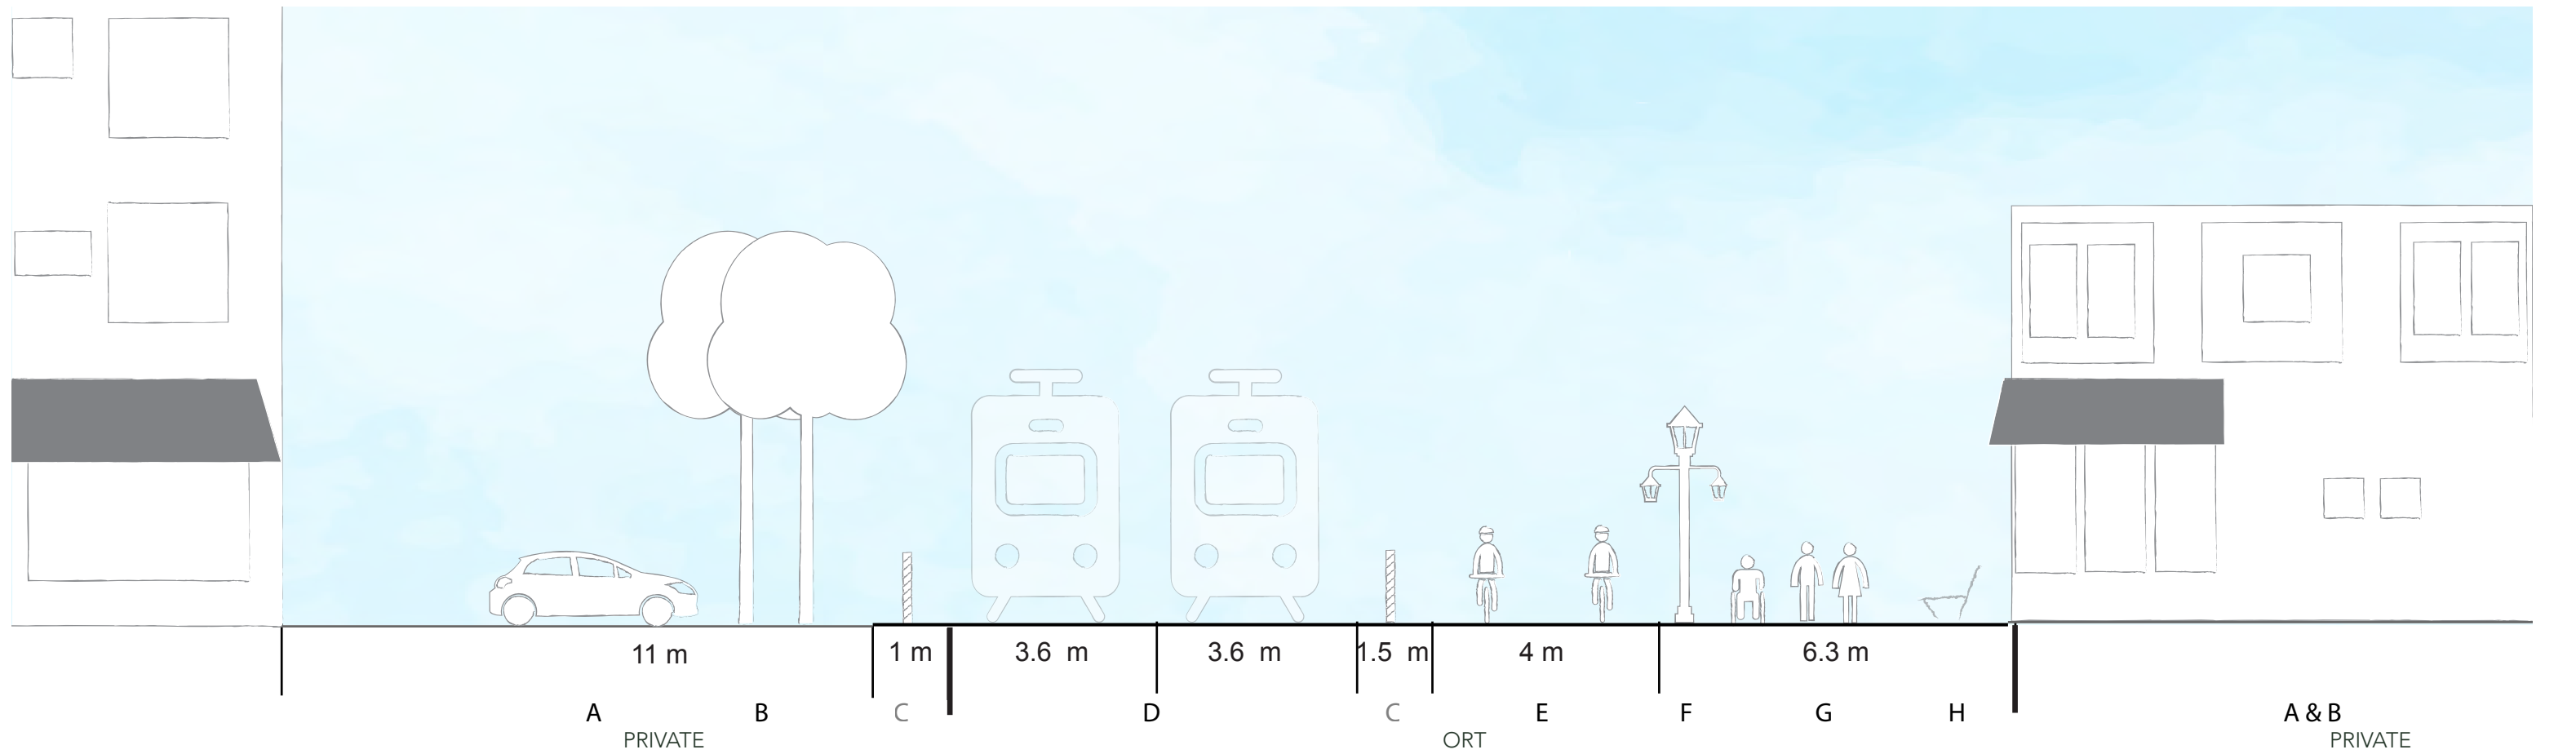 11 m
1 m
3.6 m
3.6 m
1.5 m
4 m
6.3 m
A
B
C
D
C
E
F
G
H
A & B
PRIVATE
ORT
PRIVATE